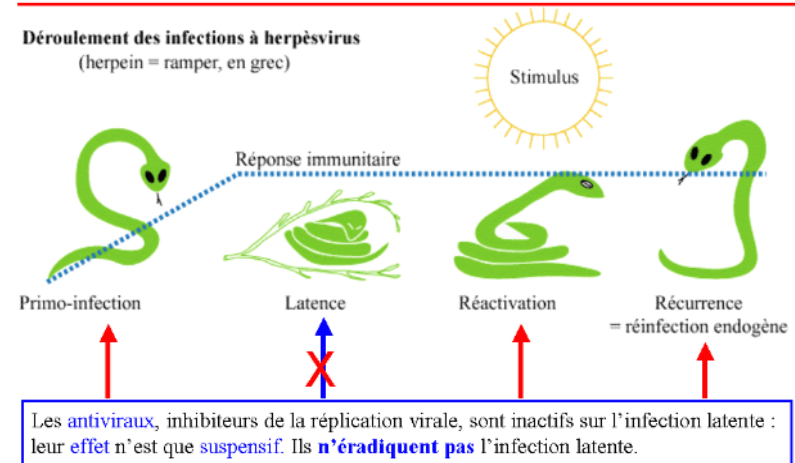 Déroulement des infections à herpèsvirus
(herpein = ramper, en grec)
Stimulus
Réponse immunitaire
Primo-infection
Latence
Réactivation
Récurrence
= réinfection endogène
X
Les antiviraux, inhibiteurs de la réplication virale, sont inactifs sur l'infection latente :
leur effet n'est que suspensif. Ils n'éradiquent pas l'infection latente.